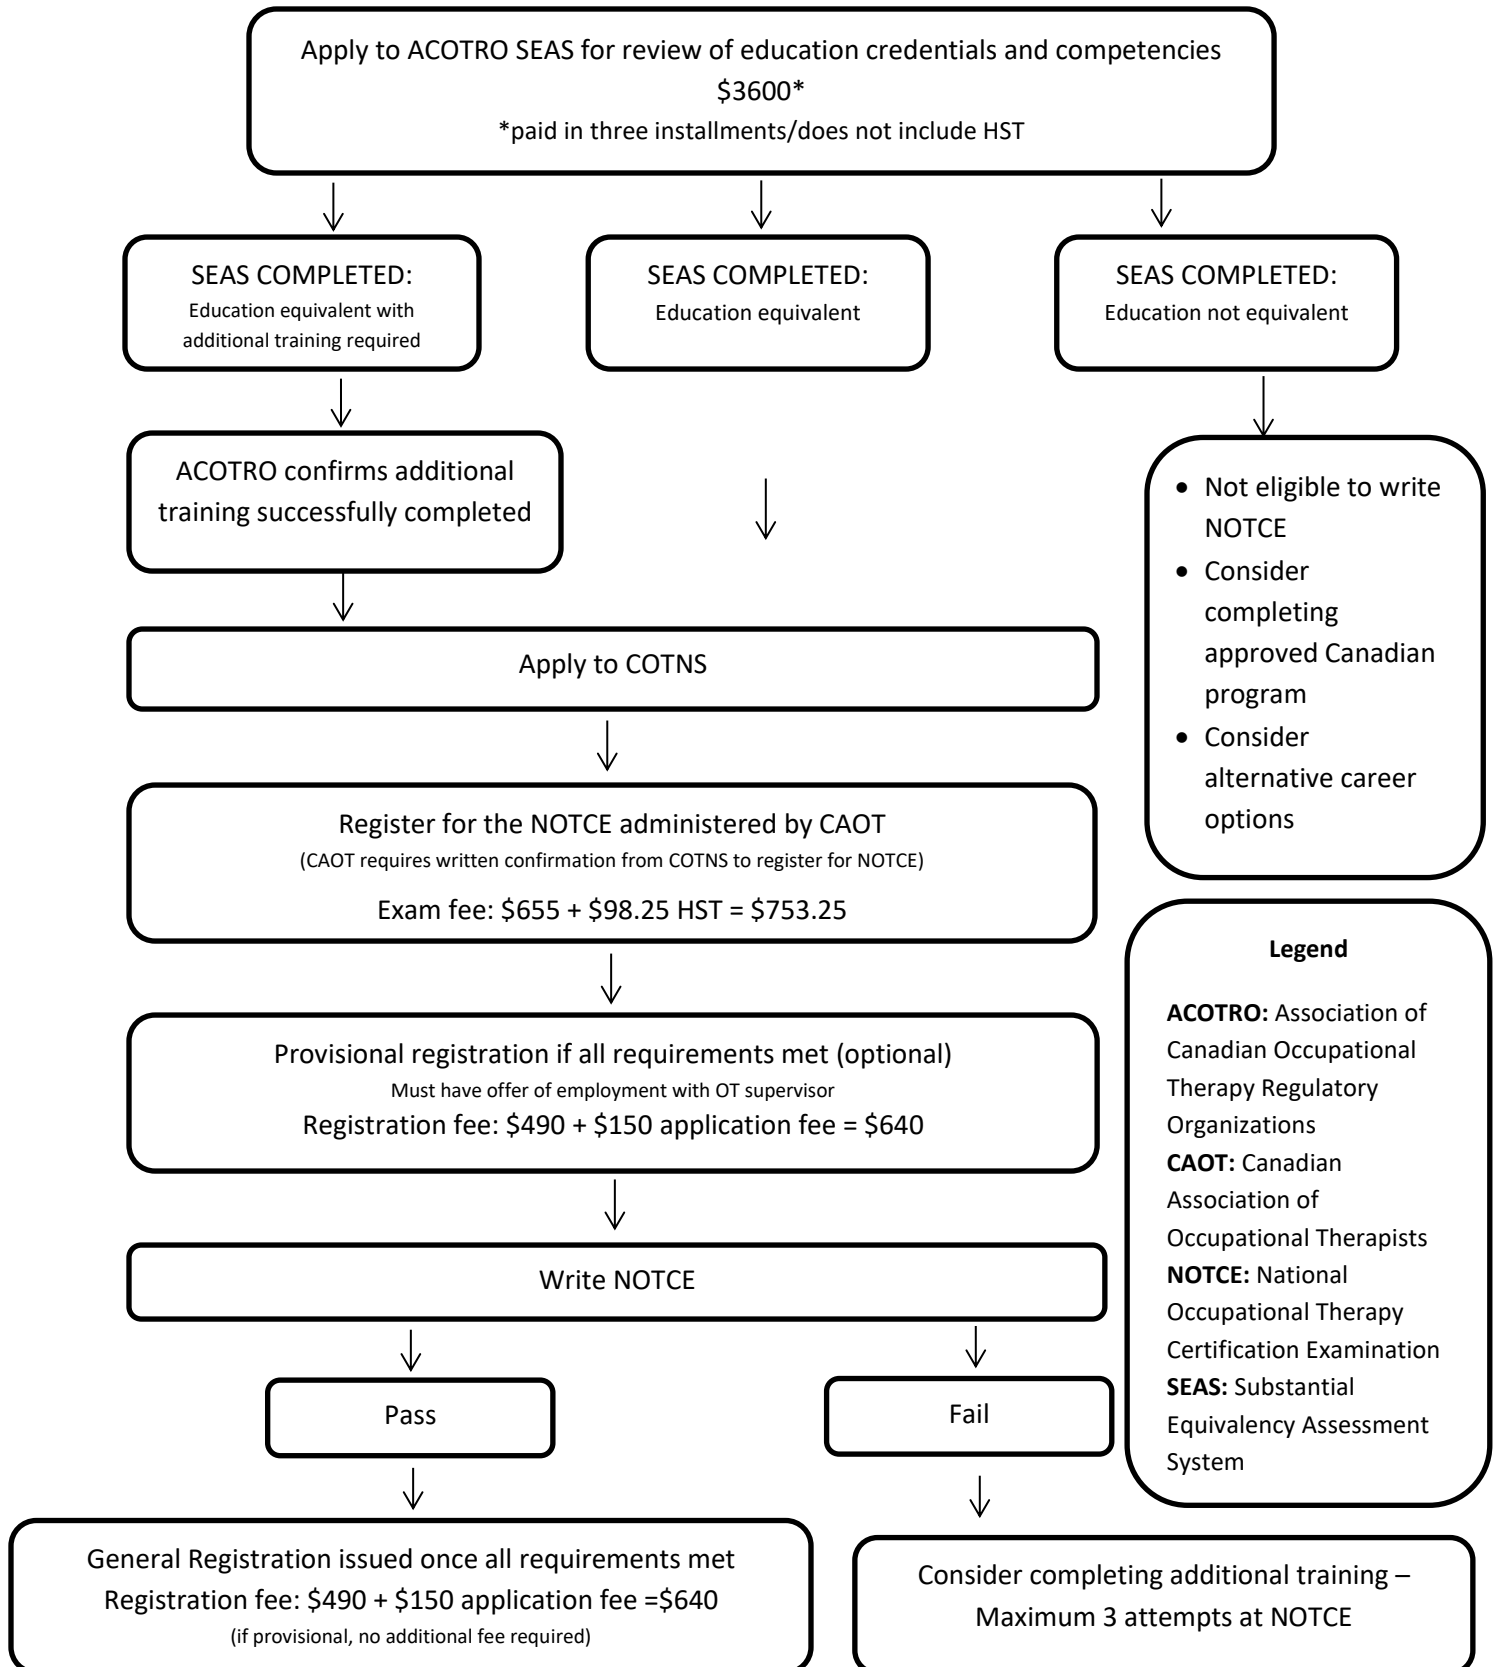 Apply to ACOTRO SEAS for review of education credentials and competencies
$3600*
*paid in three installments/does not include HST
SEAS COMPLETED:
Education equivalent with
additional training required
SEAS COMPLETED:
Education equivalent
SEAS COMPLETED:
Education not equivalent
ACOTRO confirms additional
training successfully completed
• Not eligible to write
NOTCE
• Consider
completing
approved Canadian
program
• Consider
alternative career
options
Apply to COTNS
Register for the NOTCE administered by CAOT
(CAOT requires written confirmation from COTNS to register for NOTCE)
Exam fee: $655 + $98.25 HST = $753.25
Provisional registration if all requirements met (optional)
Must have offer of employment with OT supervisor
Registration fee: $490 + $150 application fee = $640
Write NOTCE
Pass
Fail
General Registration issued once all requirements met
Registration fee: $490 + $150 application fee =$640
(if provisional, no additional fee required)
Consider completing additional training –
Maximum 3 attempts at NOTCE
Legend
ACOTRO: Association of
Canadian Occupational
Therapy Regulatory
Organizations
CAOT: Canadian
Association of
Occupational Therapists
NOTCE: National
Occupational Therapy
Certification Examination
SEAS: Substantial
Equivalency Assessment
System